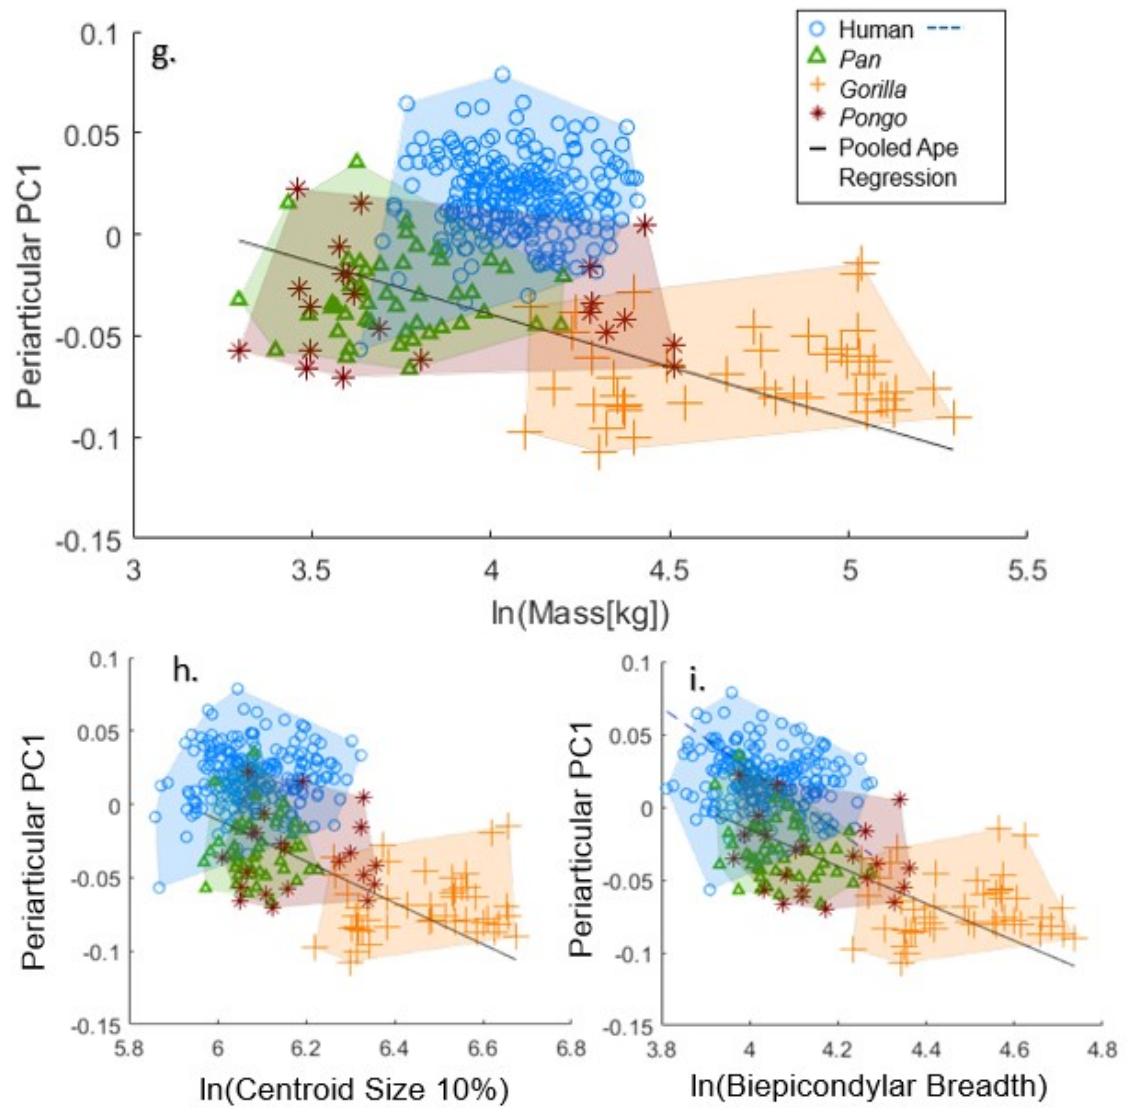 g.
Human
Pan
Gorilla
Pongo
Pooled Ape
Regression
0.1
0.05
0
-0.05
-0.1
-0.15
Periarticular PC1
3
3.5
4
4.5
5
5.5
ln(Mass[kg])
h.
0.1
0.05
0
-0.05
-0.1
-0.15
Periarticular PC1
5.8
6
6.2
6.4
6.6
6.8
ln(Centroid Size 10%)
i.
0.1
0.05
0
-0.05
-0.1
-0.15
Periarticular PC1
3.8
4
4.2
4.4
4.6
4.8
ln(Biepicondylar Breadth)